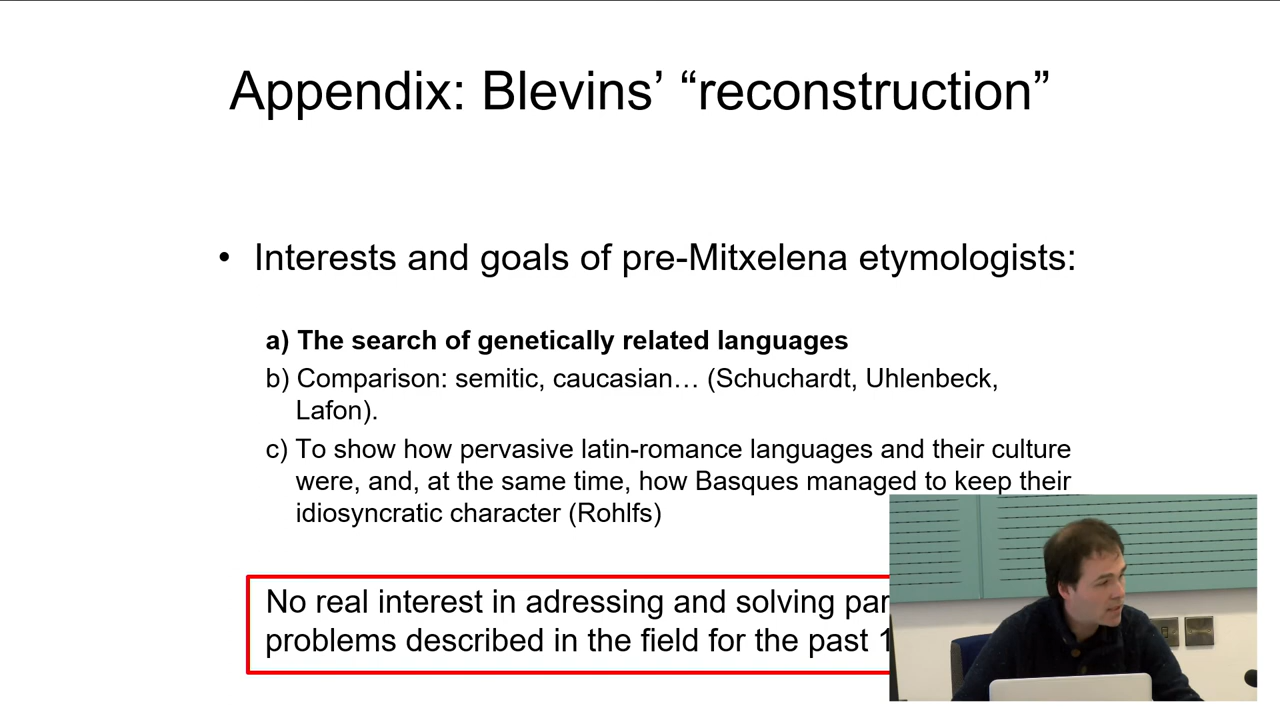 Appendix: Blevins’ “reconstruction”
• Interests and goals of pre-Mitxelena etymologists:
a) The search of genetically related languages
b) Comparison: semitic, caucasian… (Schuchardt, Uhlenbeck,
Lafon).
c) To show how pervasive latin-romance languages and their culture
were, and, at the same time, how Basques managed to keep their
idiosyncratic character (Rohlfs)
No real interest in adressing and solving
problems described in the field for the past